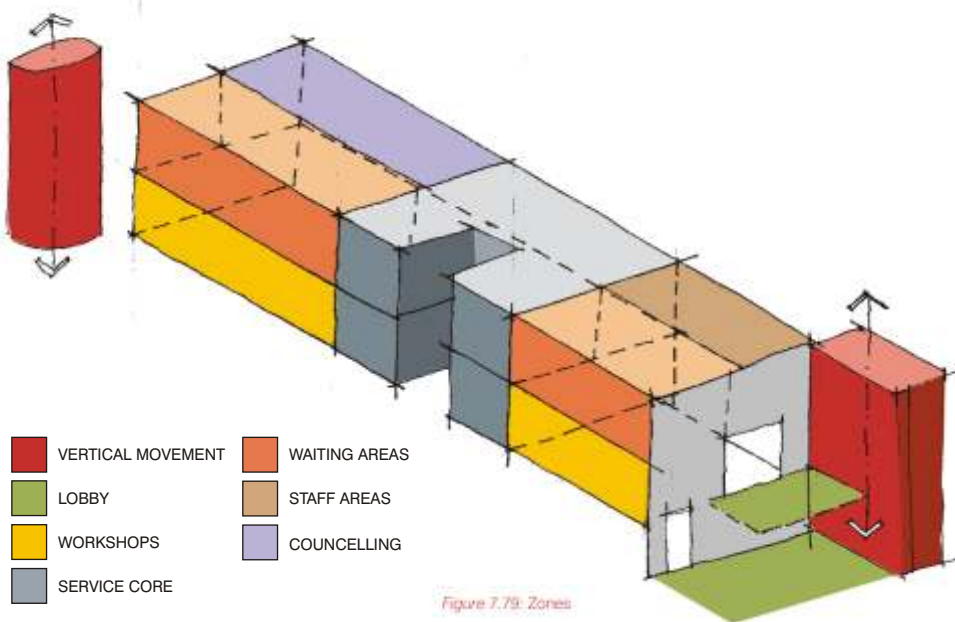 VERTICAL MOVEMENT
LOBBY
WORKSHOPS
SERVICE CORE
WAITING AREAS
STAFF AREAS
COUNCELLING
Figure 7.79: Zones